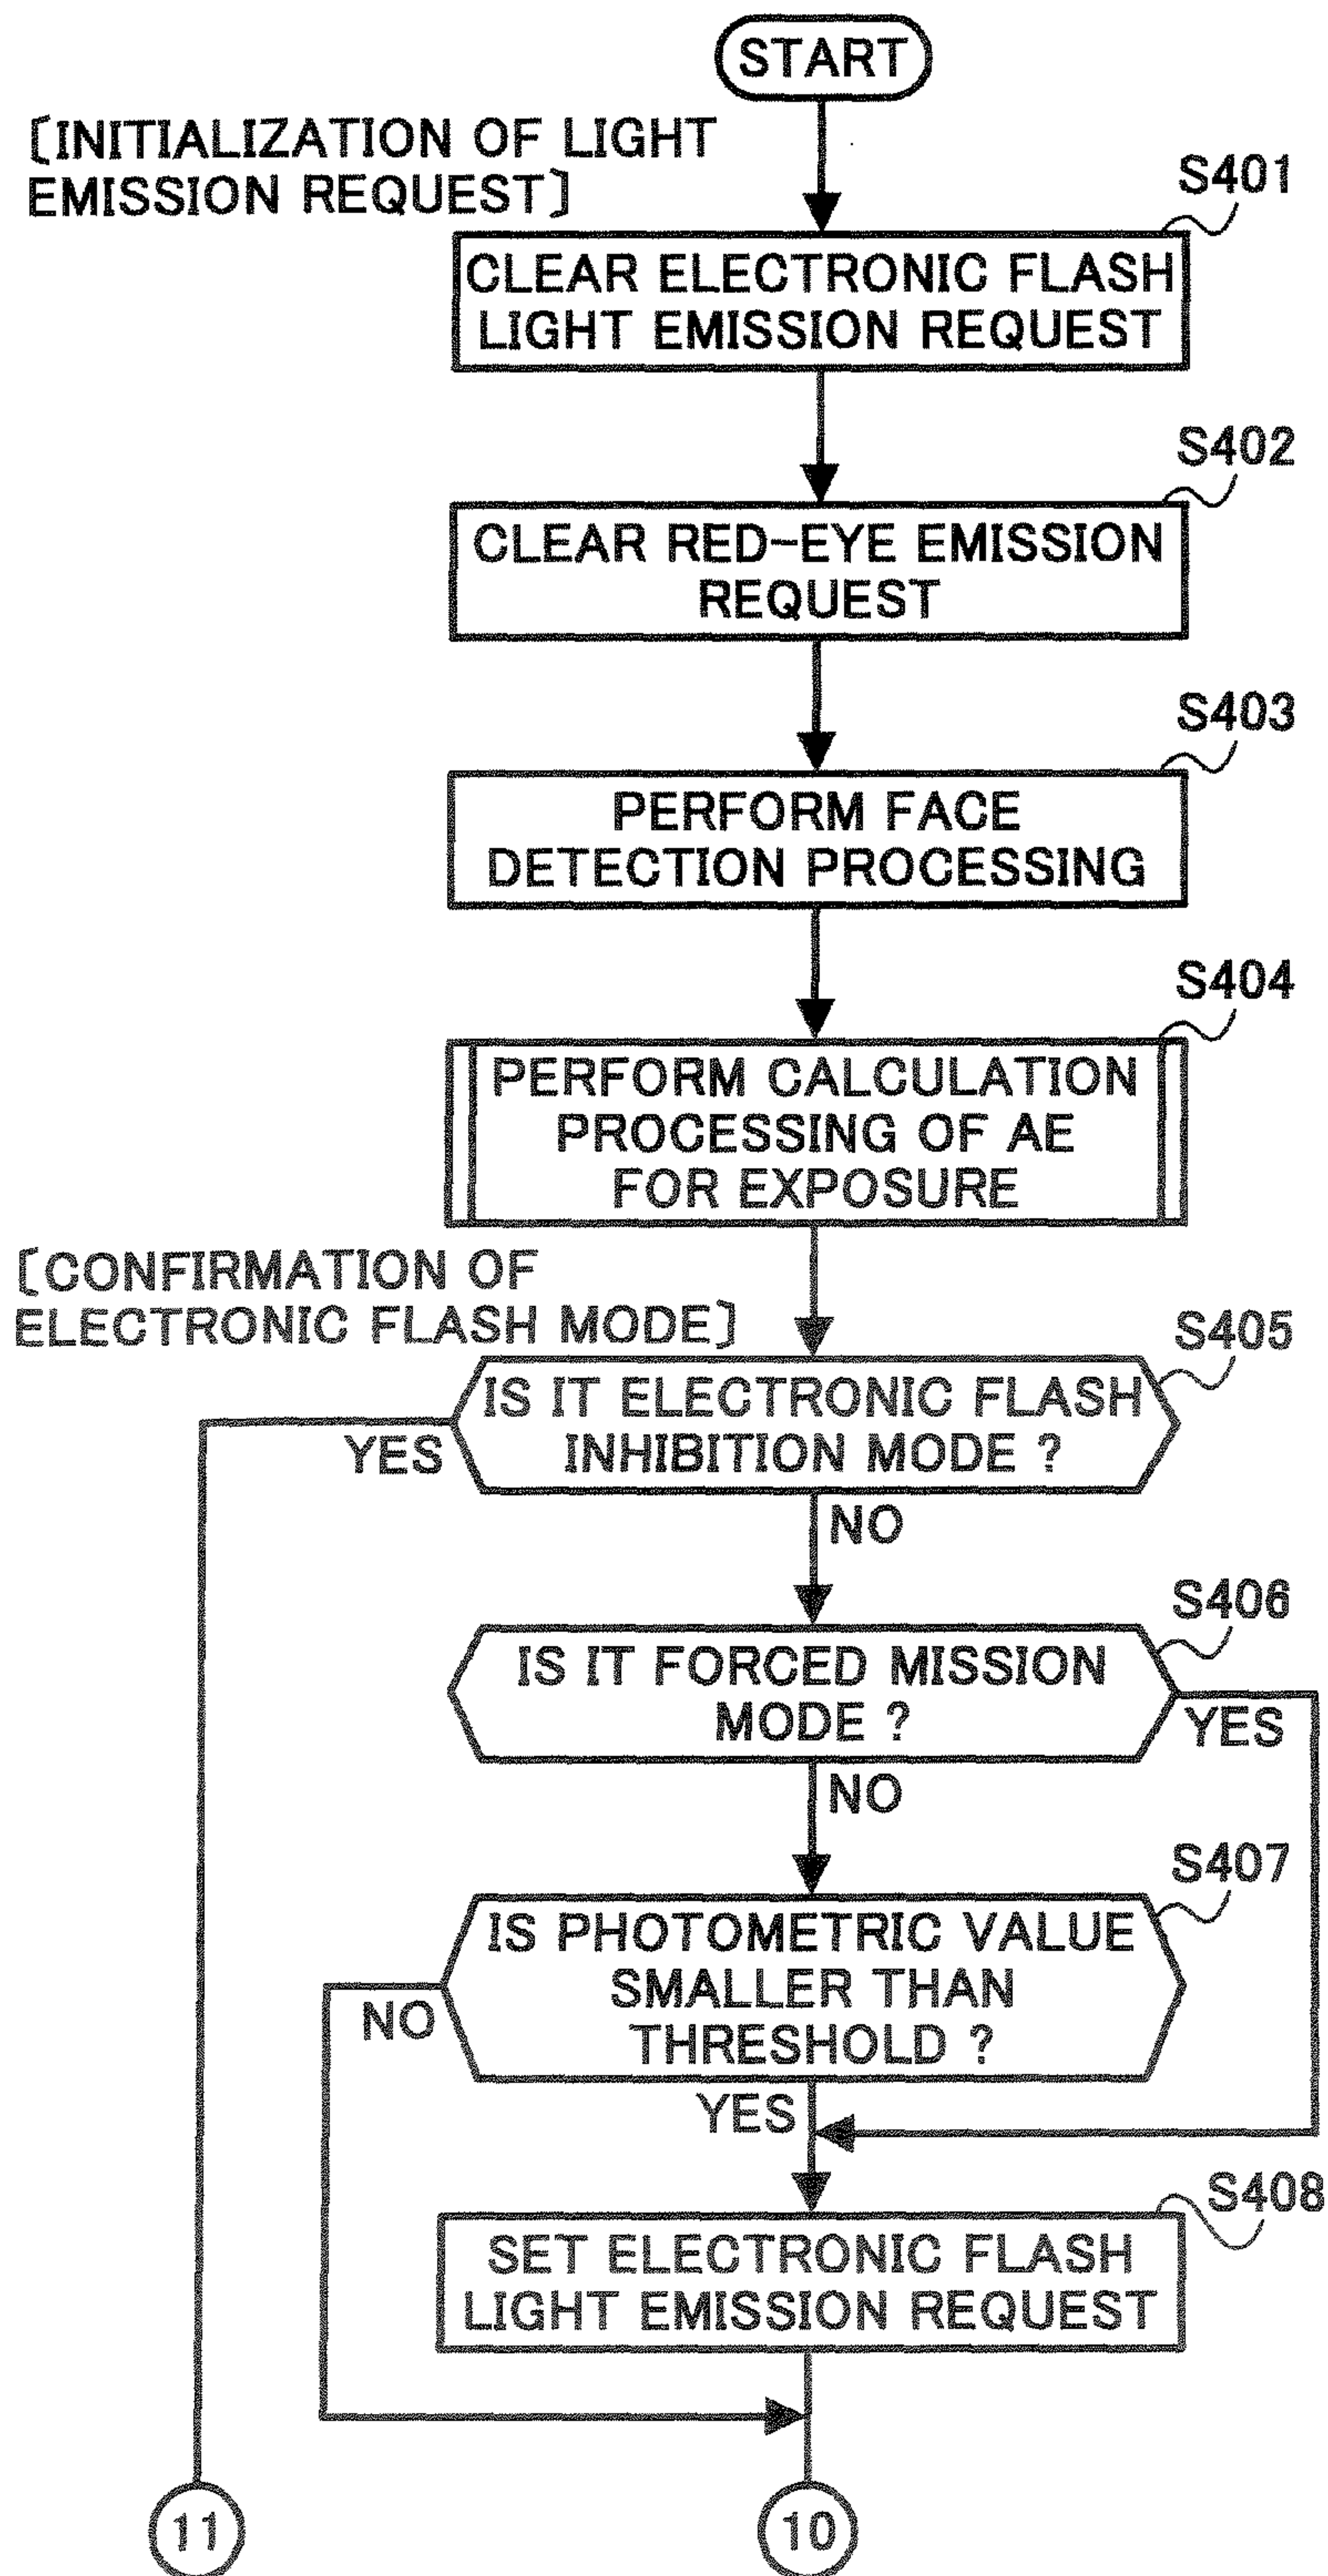 START
[INITIALIZATION OF LIGHT
EMISSION REQUEST]
S401
CLEAR ELECTRONIC FLASH
LIGHT EMISSION REQUEST
S402
CLEAR RED-EYE EMISSION
REQUEST
S403
PERFORM FACE
DETECTION PROCESSING
S404
PERFORM CALCULATION
PROCESSING OF AE
FOR EXPOSURE
[CONFIRMATION OF
ELECTRONIC FLASH MODE]
S405
IS IT ELECTRONIC FLASH
INHIBITION MODE ?
YES
NO
S406
IS IT FORCED MISSION
MODE ?
YES
NO
S407
IS PHOTOMETRIC VALUE
SMALLER THAN
THRESHOLD ?
NO
YES
S408
SET ELECTRONIC FLASH
LIGHT EMISSION REQUEST
11
10